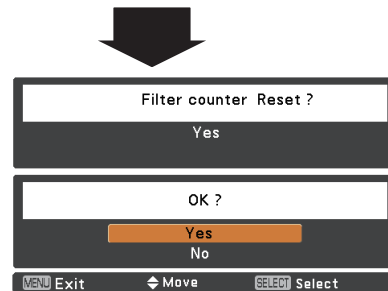 Filter counter Reset ?
Yes
OK ?
Yes
No
MENU Exit Move SELECT Select